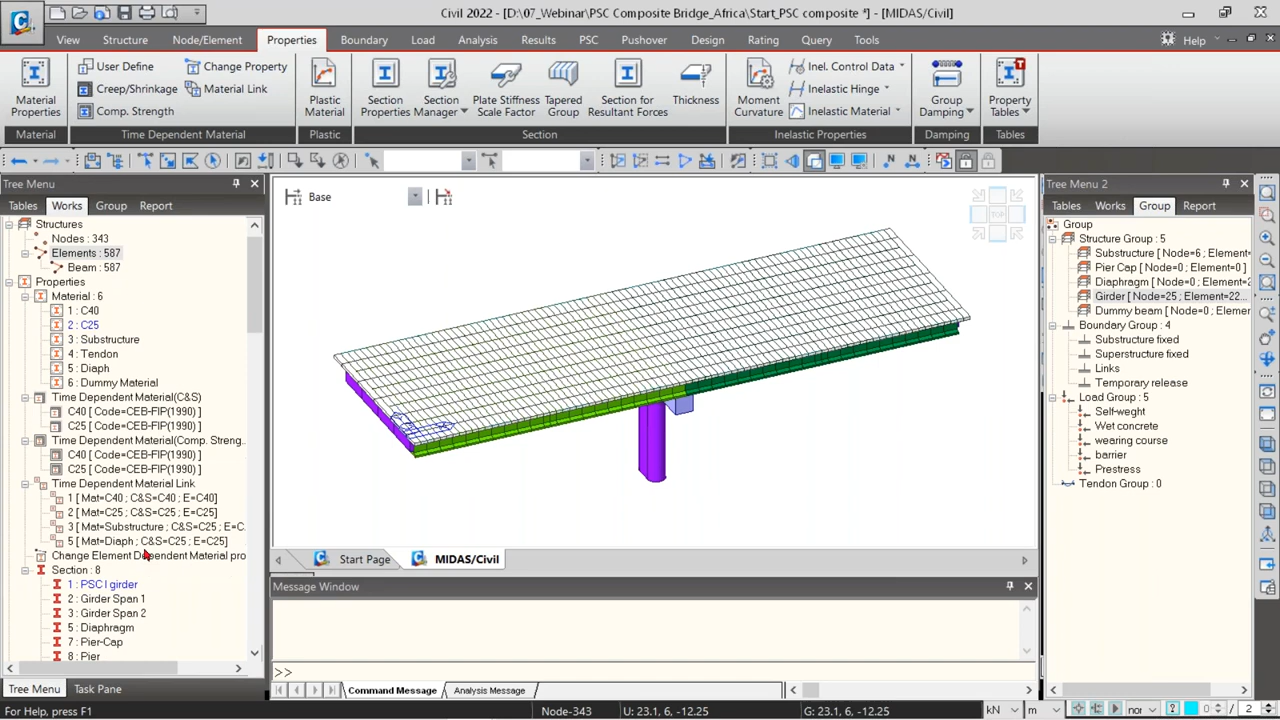 Civil 2022 - [D:\07_Webinar\PSC Composite Bridge_Africa\Start_PSC composite *] - [MIDAS/Civil]
View Structure Node/Element Properties Boundary Load Analysis Results PSC Pushover Design Rating Query Tools Help
Material Properties
User Define
Creep/Shrinkage
Comp. Strength
Change Property
Material Link
Plastic Material
Section Properties
Section Manager
Plate Stiffness Scale Factor
Tapered Group
Section for Resultant Forces
Thickness
Moment Curvature
Inel. Control Data
Inelastic Hinge
Inelastic Material
Group Damping
Property Tables
Material Time Dependent Material Plastic Section Inelastic Properties Damping Tables
Tree Menu
Tables Works Group Report
Structures
Nodes : 343
Elements : 587
Beam : 587
Properties
Material : 6
1 : C40
2 : C25
3 : Substructure
4 : Tendon
5 : Diaph
6 : Dummy Material
Time Dependent Material(C&S)
C40 [ Code=CEB-FIP(1990) ]
C25 [ Code=CEB-FIP(1990) ]
Time Dependent Material(Comp. Streng...
C40 [ Code=CEB-FIP(1990) ]
C25 [ Code=CEB-FIP(1990) ]
Time Dependent Material Link
1 [ Mat=C40 ; C&S=C40 ; E=C40]
2 [ Mat=C25 ; C&S=C25 ; E=C25]
3 [ Mat=Substructure ; C&S=C25 ; E=C...
5 [ Mat=Diaph ; C&S=C25 ; E=C25]
Change Element Dependent Material pro
Section : 8
1 : PSC I girder
2 : Girder Span 1
3 : Girder Span 2
5 : Diaphragm
7 : Pier-Cap
8 : Pier
Tree Menu Task Pane
Base
TOP
Start Page MIDAS/Civil
Message Window
>>
Command Message Analysis Message
Tree Menu 2
Tables Works Group Report
Group
Structure Group : 5
Substructure [ Node=6 ; Element...
Pier Cap [ Node=0 ; Element=0 ]
Diaphragm [ Node=0 ; Element=0 ]
Girder [ Node=25 ; Element=22...
Dummy beam [ Node=0 ; Element...
Boundary Group : 4
Substructure fixed
Superstructure fixed
Links
Temporary release
Load Group : 5
Self-weght
Wet concrete
wearing course
barrier
Prestress
Tendon Group : 0
For Help, press F1
Node-343
U: 23.1, 6, -12.25
G: 23.1, 6, -12.25
kN
m
nor
0 / 2